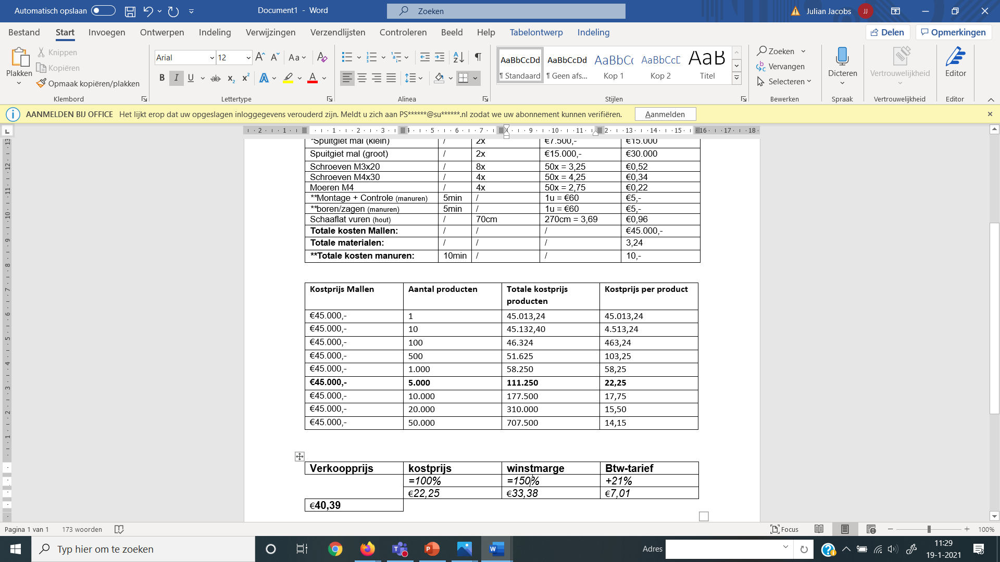 Automatisch opslaan
Document1 - Word
Zoeken
Julian Jacobs
JJ
Bestand Start Invoegen Ontwerpen Indeling Verwijzingen Verzendlijsten Controleren Beeld Help Tabelontwerp Indeling
Delen
Opmerkingen
Plakken
Knippen
Kopiëren
Opmaak kopiëren/plakken
Klembord
Arial 12
Lettertype
Alinea
AaBbCcDd AaBbCcDd AaBbCc AaBbCcD AaB
¶ Standaard ¶ Geen afs... Kop 1 Kop 2 Titel
Stijlen
Zoeken
Vervangen
Selecteren
Bewerken
Dicteren
Spraak
Vertrouwelijkheid
Vertrouwelijkheid
Editor
Editor
AANMELDEN BIJ OFFICE Het lijkt erop dat uw opgeslagen inloggegevens verouderd zijn. Meldt u zich aan PS******@su******.nl zodat we uw abonnement kunnen verifiëren. Aanmelden
*Spuitgiet mal (klein) / 2x €7.500,- €15.000
Spuitgiet mal (groot) / 2x €15.000,- €30.000
Schroeven M3x20 / 8x 50x = 3,25 €0,52
Schroeven M4x30 / 4x 50x = 4,25 €0,34
Moeren M4 / 4x 50x = 2,75 €0,22
**Montage + Controle (manuren) 5min / 1u = €60 €5,-
**boren/zagen (manuren) 5min / 1u = €60 €5,-
Schaaflat vuren (hout) / 70cm 270cm = 3,69 €0,96
Totale kosten Mallen: / / / €45.000,-
Totale materialen: / / / 3,24
**Totale kosten manuren: 10min / / 10,-
Kostprijs Mallen Aantal producten Totale kostprijs producten Kostprijs per product
€45.000,- 1 45.013,24 45.013,24
€45.000,- 10 45.132,40 4.513,24
€45.000,- 100 46.324 463,24
€45.000,- 500 51.625 103,25
€45.000,- 1.000 58.250 58,25
€45.000,- 5.000 111.250 22,25
€45.000,- 10.000 177.500 17,75
€45.000,- 20.000 310.000 15,50
€45.000,- 50.000 707.500 14,15
Verkoopprijs kostprijs winstmarge Btw-tarief
=100% =150% +21%
€22,25 €33,38 €7,01
€40,39
Pagina 1 van 1 173 woorden
Focus
100%
Typ hier om te zoeken
Adres
11:29
19-1-2021